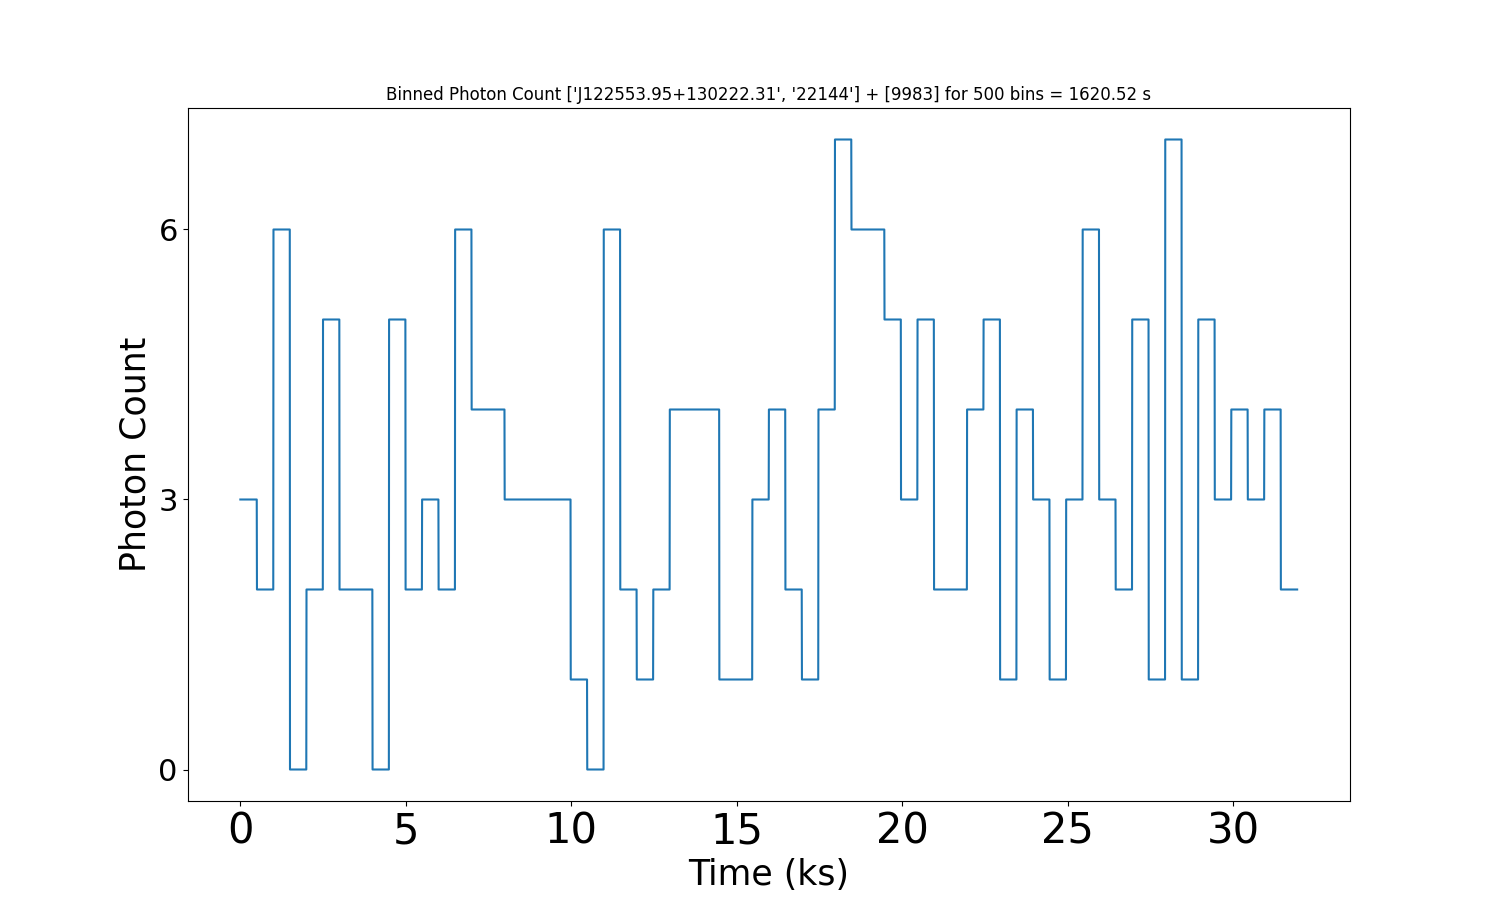 Binned Photon Count ['J122553.95+130222.31', '22144'] + [9983] for 500 bins = 1620.52 s
Photon Count
6
3
0
0 5 10 15 20 25 30
Time (ks)